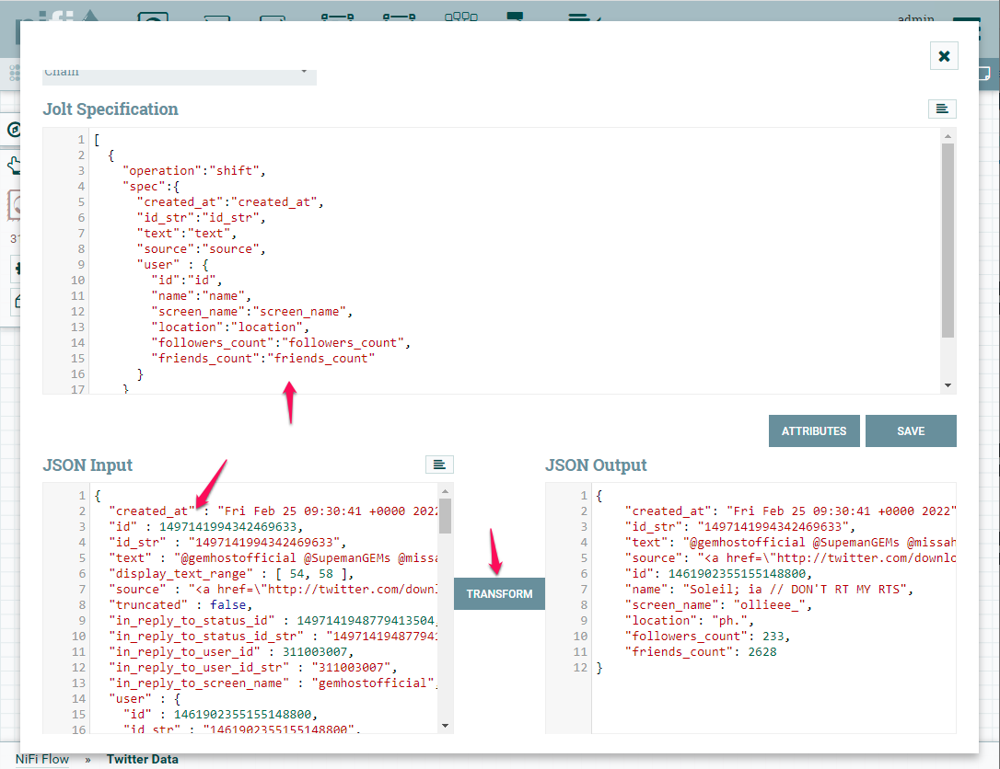 nifi
admin
Chain
Jolt Specification
1 [
2 {
3 "operation":"shift",
4 "spec":{
5 "created_at":"created_at",
6 "id_str":"id_str",
7 "text":"text",
8 "source":"source",
9 "user" : {
10 "id":"id",
11 "name":"name",
12 "screen_name":"screen_name",
13 "location":"location",
14 "followers_count":"followers_count",
15 "friends_count":"friends_count"
16 }
17 }
31
ATTRIBUTES
SAVE
JSON Input
1 {
2 "created_at" : "Fri Feb 25 09:30:41 +0000 2022
3 "id" : 1497141994342469633,
4 "id_str" : "1497141994342469633",
5 "text" : "@gemhostofficial @SupemanGEMs @missa
6 "display_text_range" : [ 54, 58 ],
7 "source" : "<a href=\"http://twitter.com/downl
8 "truncated" : false,
9 "in_reply_to_status_id" : 1497141948779413504,
10 "in_reply_to_status_id_str" : "149714194877941
11 "in_reply_to_user_id" : 311003007,
12 "in_reply_to_user_id_str" : "311003007",
13 "in_reply_to_screen_name" : "gemhostofficial",
14 "user" : {
15 "id" : 1461902355155148800,
16 "id_str" : "1461902355155148800",
TRANSFORM
JSON Output
1 {
2 "created_at": "Fri Feb 25 09:30:41 +0000 2022"
3 "id_str": "1497141994342469633",
4 "text": "@gemhostofficial @SupemanGEMs @missah
5 "source": "<a href=\"http://twitter.com/downlo
6 "id": 1461902355155148800,
7 "name": "Soleil; ia // DON'T RT MY RTS",
8 "screen_name": "ollieee_",
9 "location": "ph.",
10 "followers_count": 233,
11 "friends_count": 2628
12 }
NiFi Flow » Twitter Data